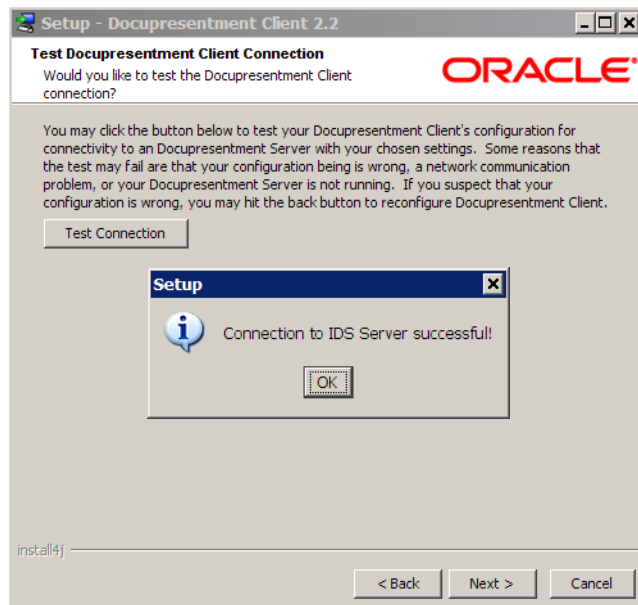 Setup - Docupresentment Client 2.2
Test Docupresentment Client Connection
Would you like to test the Docupresentment Client
connection?
ORACLE
You may click the button below to test your Docupresentment Client's configuration for
connectivity to an Docupresentment Server with your chosen settings.  Some reasons that
the test may fail are that your configuration being is wrong, a network communication
problem, or your Docupresentment Server is not running.  If you suspect that your
configuration is wrong, you may hit the back button to reconfigure Docupresentment Client.
Test Connection
Setup
Connection to IDS Server successful!
OK
install4j
< Back
Next >
Cancel